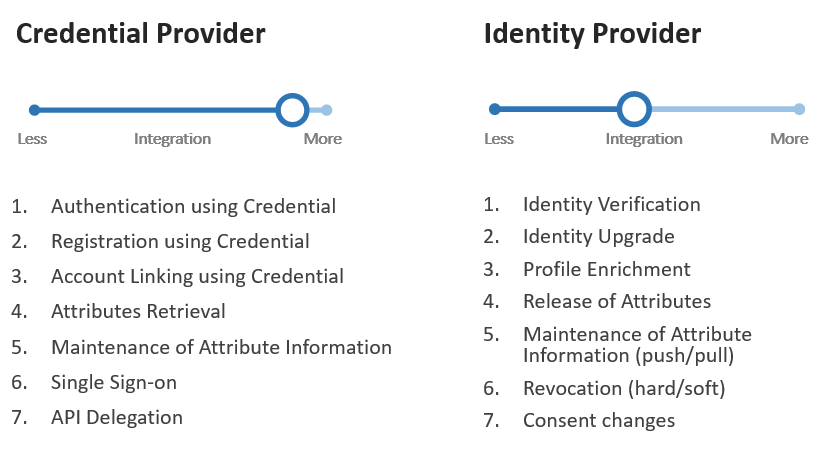 Credential Provider
Less Integration More
1. Authentication using Credential
2. Registration using Credential
3. Account Linking using Credential
4. Attributes Retrieval
5. Maintenance of Attribute Information
6. Single Sign-on
7. API Delegation
Identity Provider
Less Integration More
1. Identity Verification
2. Identity Upgrade
3. Profile Enrichment
4. Release of Attributes
5. Maintenance of Attribute
Information (push/pull)
6. Revocation (hard/soft)
7. Consent changes